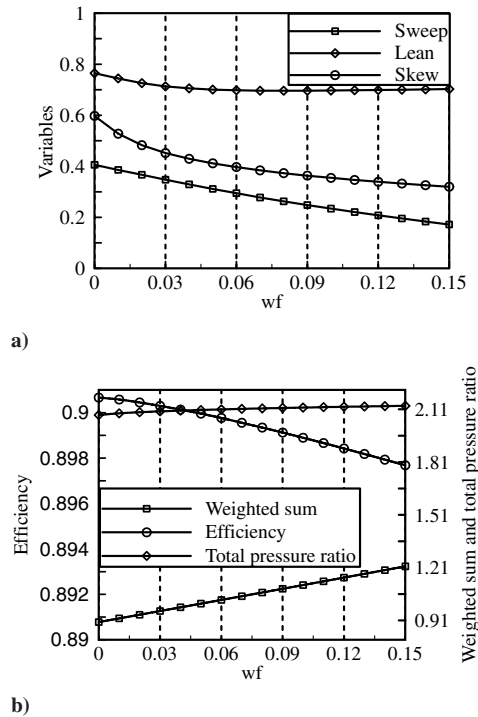 1
0.8
0.6
0.4
0.2
0
Variables
Sweep
Lean
Skew
0
0.03
0.06
0.09
0.12
0.15
wf
a)
0.9
0.898
0.896
0.894
0.892
0.89
Efficiency
Weighted sum
Efficiency
Total pressure ratio
2.11
1.81
1.51
1.21
0.91
Weighted sum and total pressure ratio
0
0.03
0.06
0.09
0.12
0.15
wf
b)